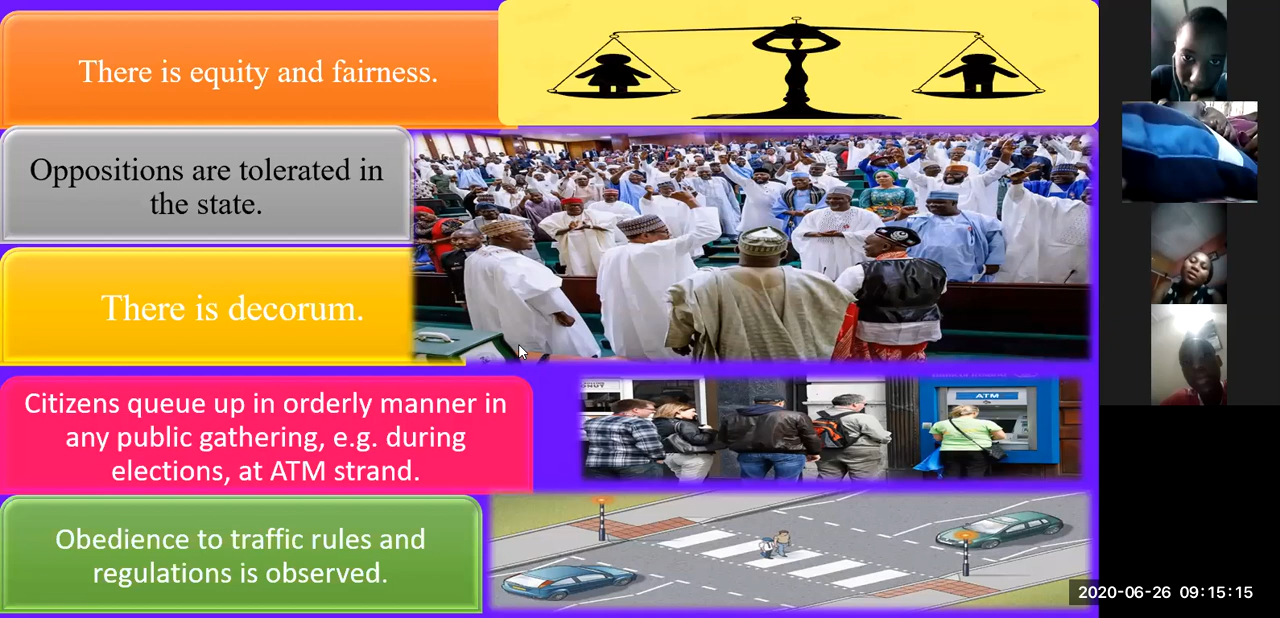 There is equity and fairness.
Oppositions are tolerated in
the state.
There is decorum.
Citizens queue up in orderly manner in
any public gathering, e.g. during
elections, at ATM strand.
ATM
Obedience to traffic rules and
regulations is observed.
2020-06-26 09:15:15